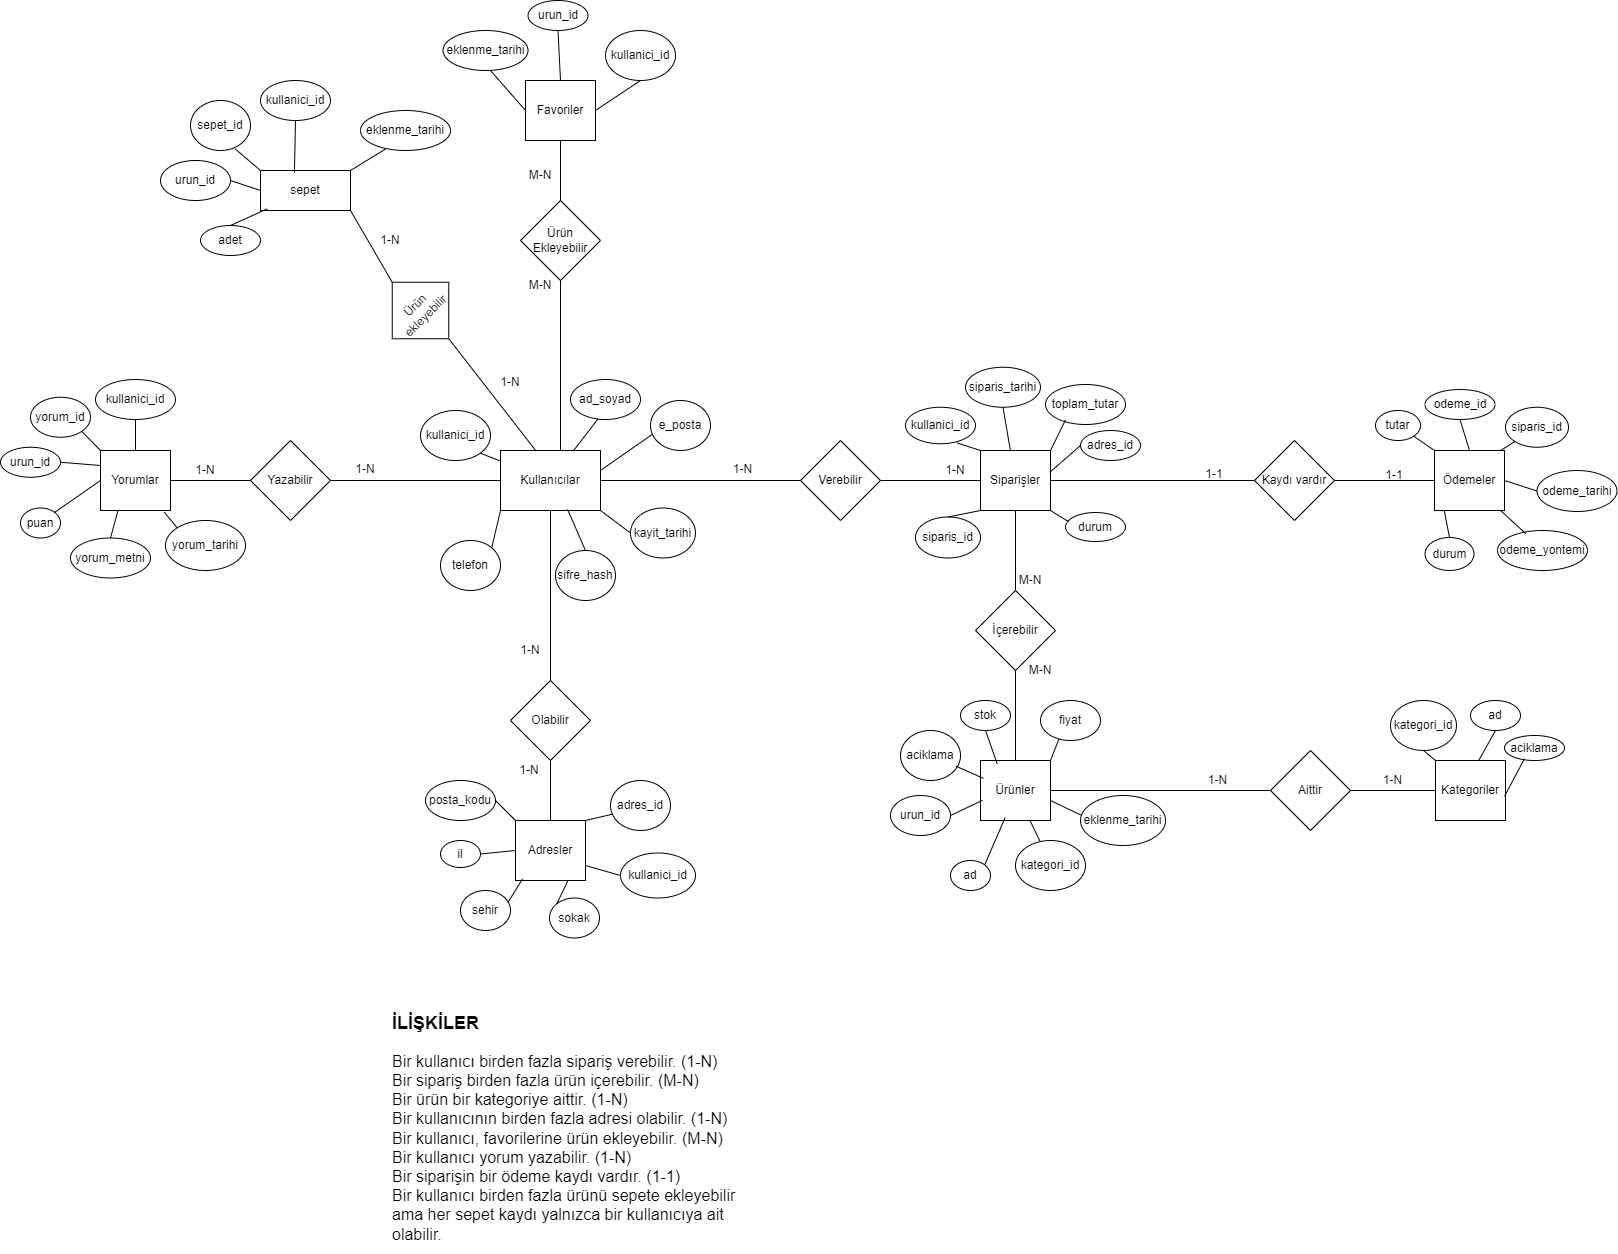 urun_id
eklenme_tarihi
kullanici_id
Favoriler
M-N
Ürün
Ekleyebilir
M-N
kullanici_id
sepet_id
eklenme_tarihi
urun_id
sepet
adet
1-N
Ürün
ekleyebilir
1-N
kullanici_id
yorum_id
urun_id
Yorumlar
puan
yorum_metni
yorum_tarihi
1-N
Yazabilir
1-N
ad_soyad
e_posta
kullanici_id
Kullanıcılar
kayit_tarihi
telefon
sifre_hash
1-N
Verebilir
1-N
siparis_tarihi
toplam_tutar
kullanici_id
adres_id
Siparişler
siparis_id
durum
1-1
Kaydı vardır
1-1
odeme_id
tutar
siparis_id
Ödemeler
odeme_tarihi
durum
odeme_yontemi
M-N
İçerebilir
M-N
1-N
Olabilir
1-N
posta_kodu
adres_id
il
Adresler
kullanici_id
sehir
sokak
stok
fiyat
aciklama
Ürünler
urun_id
eklenme_tarihi
ad
kategori_id
1-N
Aittir
1-N
kategori_id
ad
aciklama
Kategoriler
İLİŞKİLER
Bir kullanıcı birden fazla sipariş verebilir. (1-N)
Bir sipariş birden fazla ürün içerebilir. (M-N)
Bir ürün bir kategoriye aittir. (1-N)
Bir kullanıcının birden fazla adresi olabilir. (1-N)
Bir kullanıcı, favorilerine ürün ekleyebilir. (M-N)
Bir kullanıcı yorum yazabilir. (1-N)
Bir siparişin bir ödeme kaydı vardır. (1-1)
Bir kullanıcı birden fazla ürünü sepete ekleyebilir
ama her sepet kaydı yalnızca bir kullanıcıya ait
olabilir.